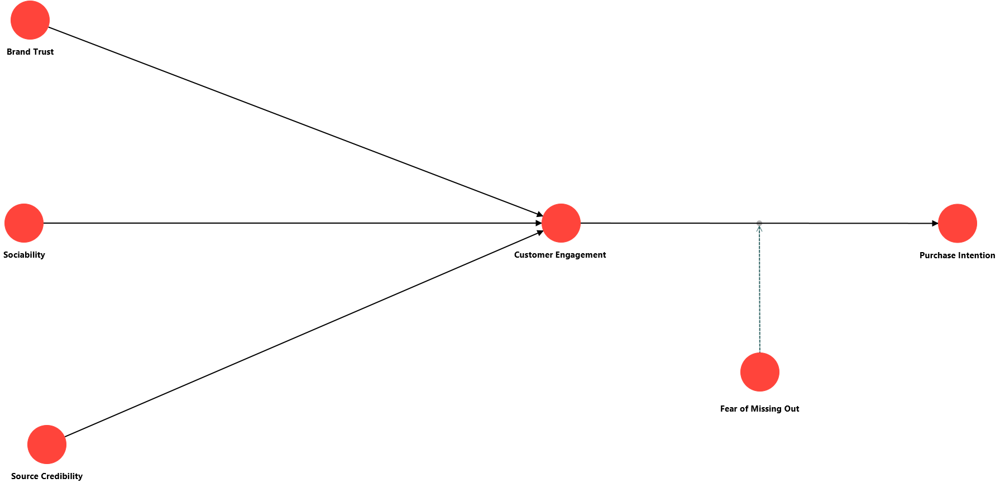 Brand Trust
Sociability
Customer Engagement
Purchase Intention
Fear of Missing Out
Source Credibility